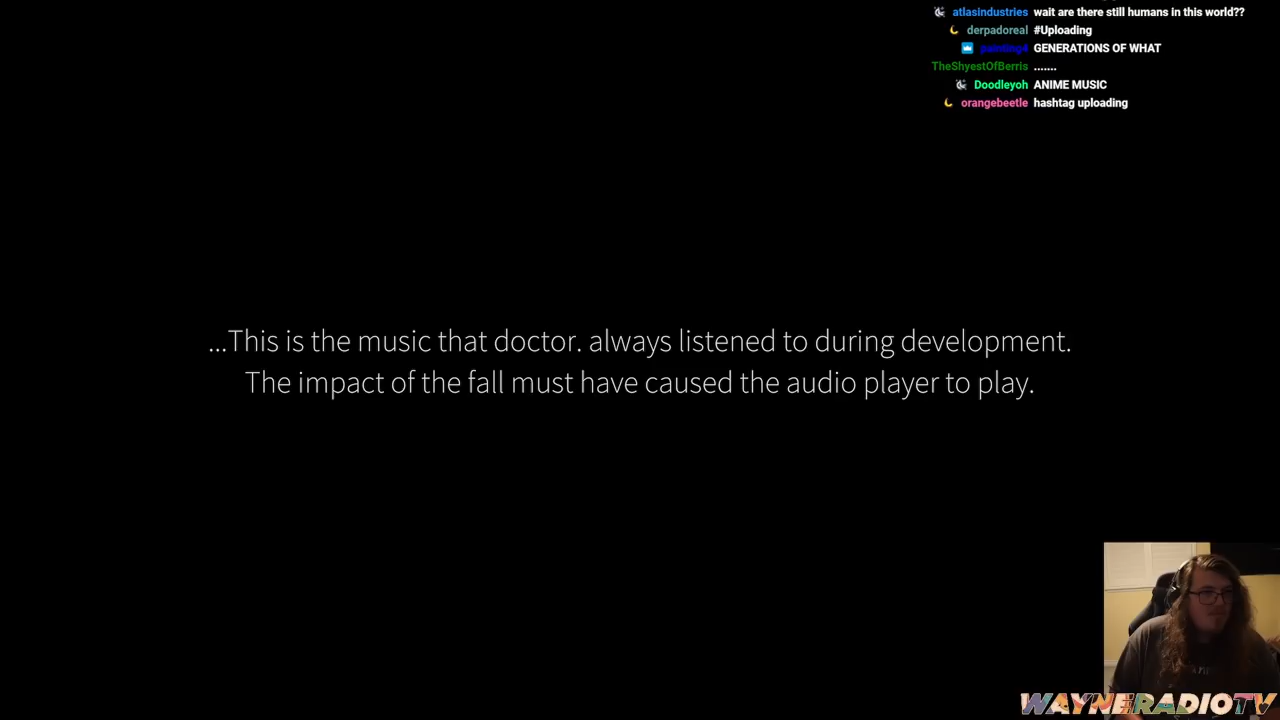 atlasindustries wait are there still humans in this world??
derpadoreal #Uploading
painting4 GENERATIONS OF WHAT
TheShyestOfBerris .......
Doodleyoh ANIME MUSIC
orangebeetle hashtag uploading
...This is the music that doctor. always listened to during development.
The impact of the fall must have caused the audio player to play.
WAYNERADIOTV